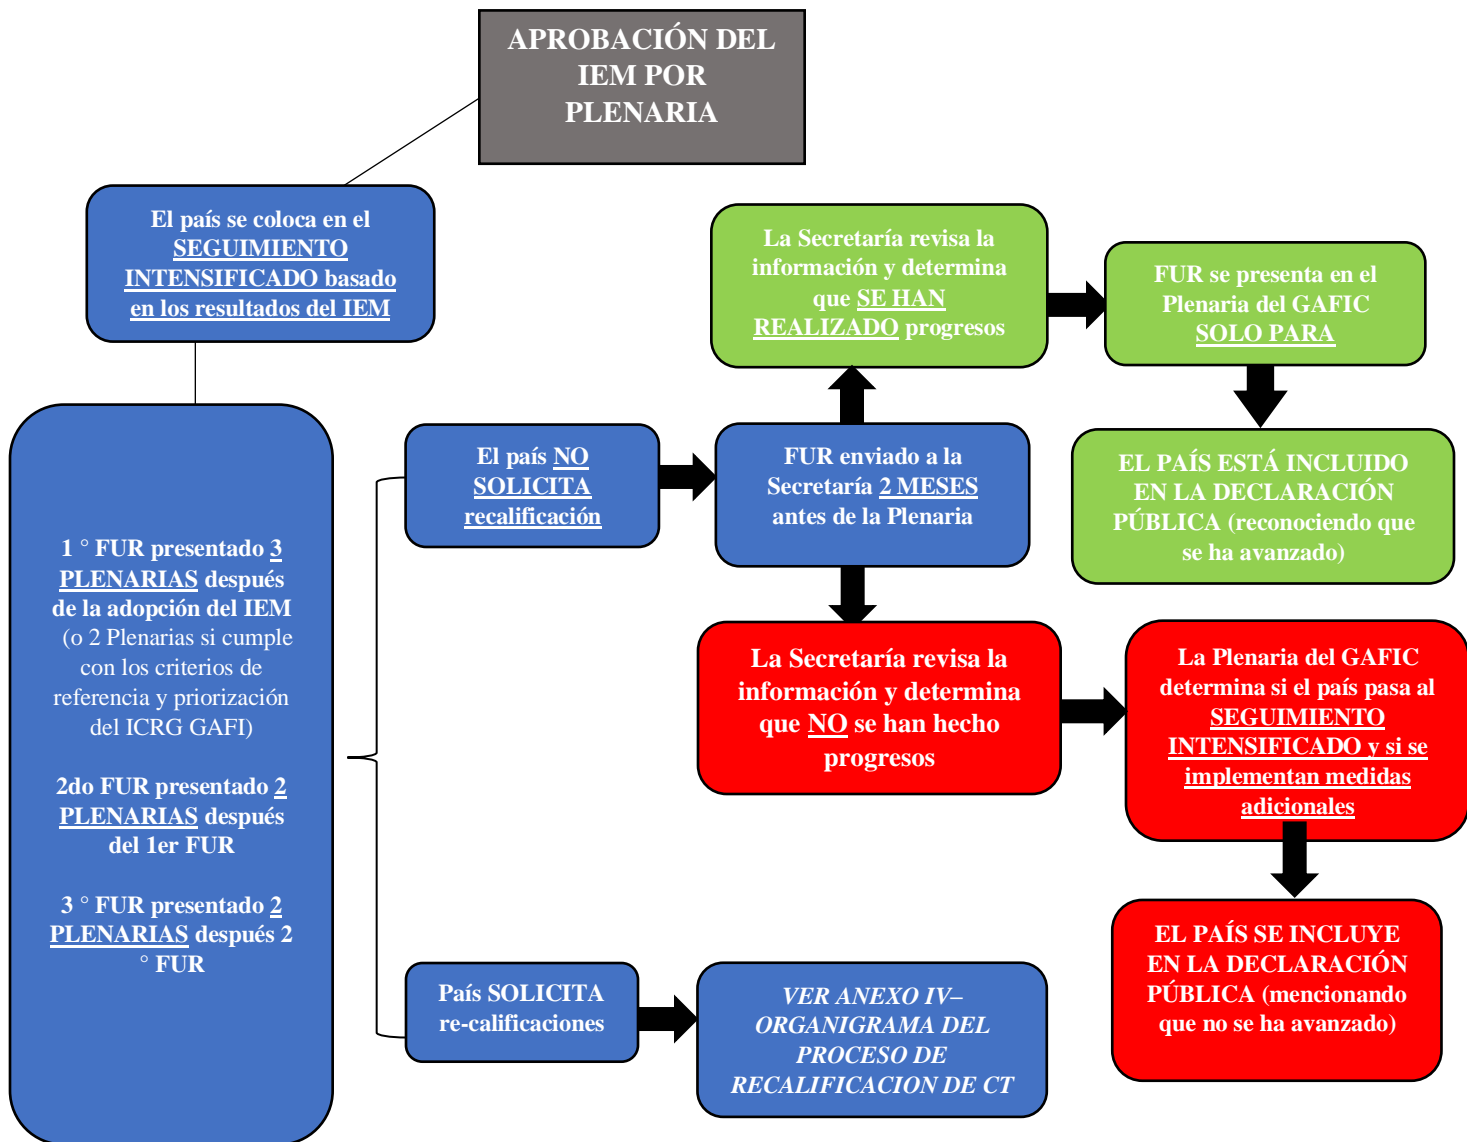 APROBACIÓN DEL
IEM POR
PLENARIA
El país se coloca en el
SEGUIMIENTO
INTENSIFICADO basado
en los resultados del IEM
1 ° FUR presentado 3
PLENARIAS después
de la adopción del IEM
(o 2 Plenarias si cumple
con los criterios de
referencia y priorización
del ICRG GAFI)
2do FUR presentado 2
PLENARIAS después
del 1er FUR
3 ° FUR presentado 2
PLENARIAS después 2
° FUR
El país NO
SOLICITA
recalificación
FUR enviado a la
Secretaría 2 MESES
antes de la Plenaria
La Secretaría revisa la
información y determina
que SE HAN
REALIZADO progresos
FUR se presenta en el
Plenaria del GAFIC
SOLO PARA
EL PAÍS ESTÁ INCLUIDO
EN LA DECLARACIÓN
PÚBLICA (reconociendo que
se ha avanzado)
La Secretaría revisa la
información y determina
que NO se han hecho
progresos
La Plenaria del GAFIC
determina si el país pasa al
SEGUIMIENTO
INTENSIFICADO y si se
implementan medidas
adicionales
EL PAÍS SE INCLUYE
EN LA DECLARACIÓN
PÚBLICA (mencionando
que no se ha avanzado)
País SOLICITA
re-calificaciones
VER ANEXO IV–
ORGANIGRAMA DEL
PROCESO DE
RECALIFICACION DE CT